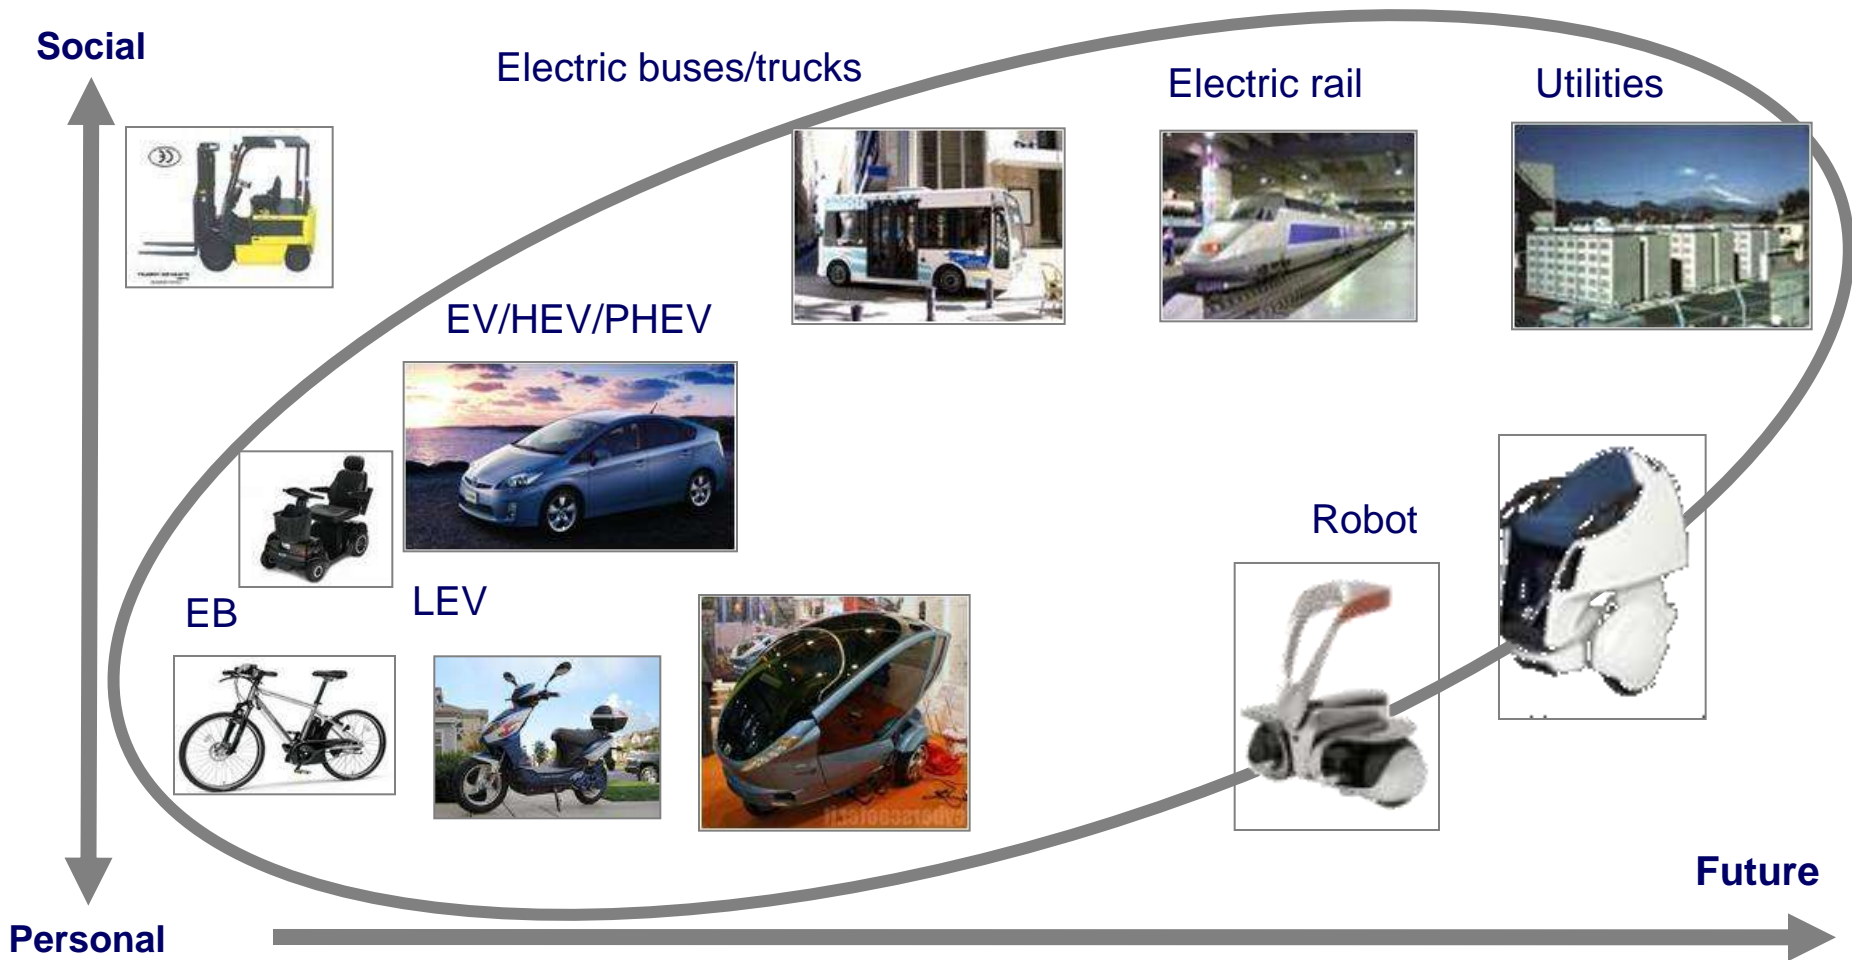 Social
Electric buses/trucks
Electric rail
Utilities
EV/HEV/PHEV
Robot
EB
LEV
Future
Personal